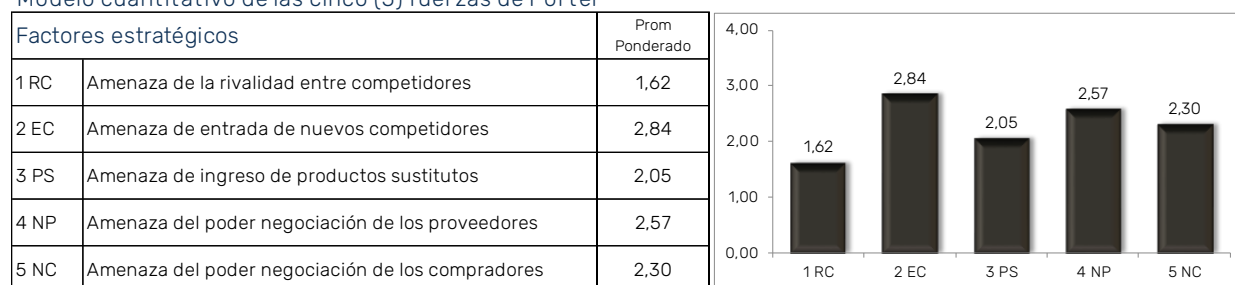 Modelo cuantitativo de las cinco (5) fuerzas de Porter
Factores estratégicos
Prom
Ponderado
1 RC Amenaza de la rivalidad entre competidores 1,62
2 EC Amenaza de entrada de nuevos competidores 2,84
3 PS Amenaza de ingreso de productos sustitutos 2,05
4 NP Amenaza del poder negociación de los proveedores 2,57
5 NC Amenaza del poder negociación de los compradores 2,30
4,00
3,00
2,00
1,00
0,00
1,62
2,84
2,05
2,57
2,30
1 RC 2 EC 3 PS 4 NP 5 NC